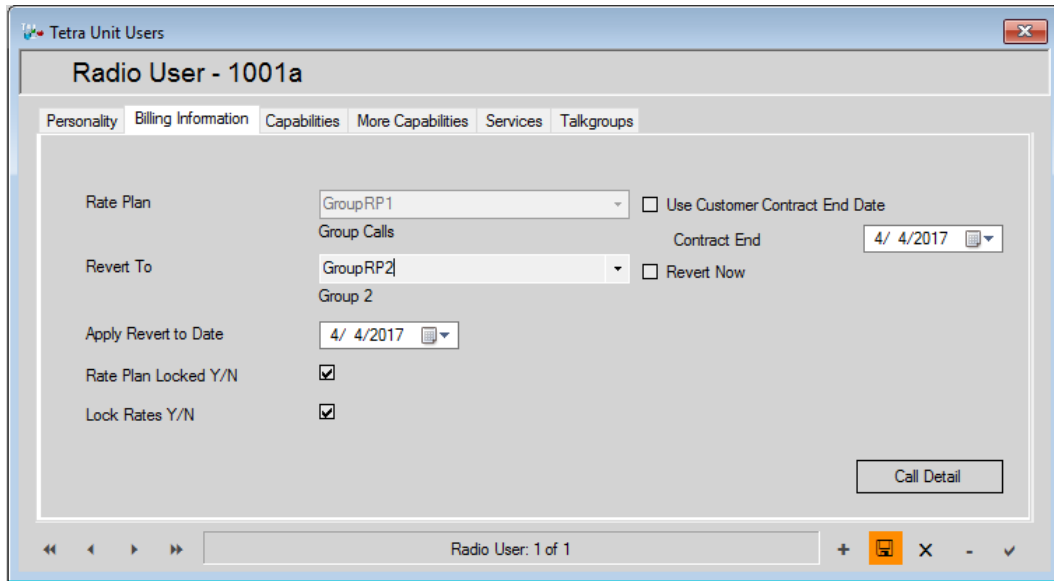 Tetra Unit Users
Radio User - 1001a
Personality Billing Information Capabilities More Capabilities Services Talkgroups
Rate Plan GroupRP1 Use Customer Contract End Date
Group Calls Contract End 4/ 4/2017
Revert To GroupRP2 Revert Now
Group 2
Apply Revert to Date 4/ 4/2017
Rate Plan Locked Y/N
Lock Rates Y/N
Call Detail
Radio User: 1 of 1